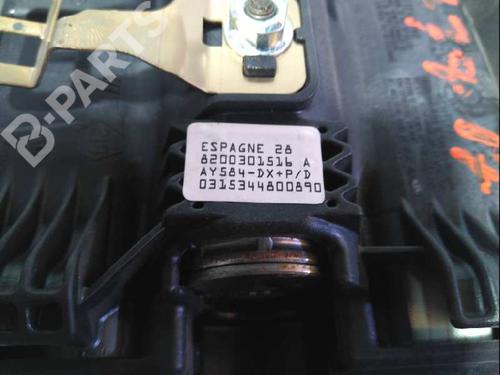 B-PARTS
ESPAGNE 28
8200301516 A
AY584-DX+P/D
0315344800890